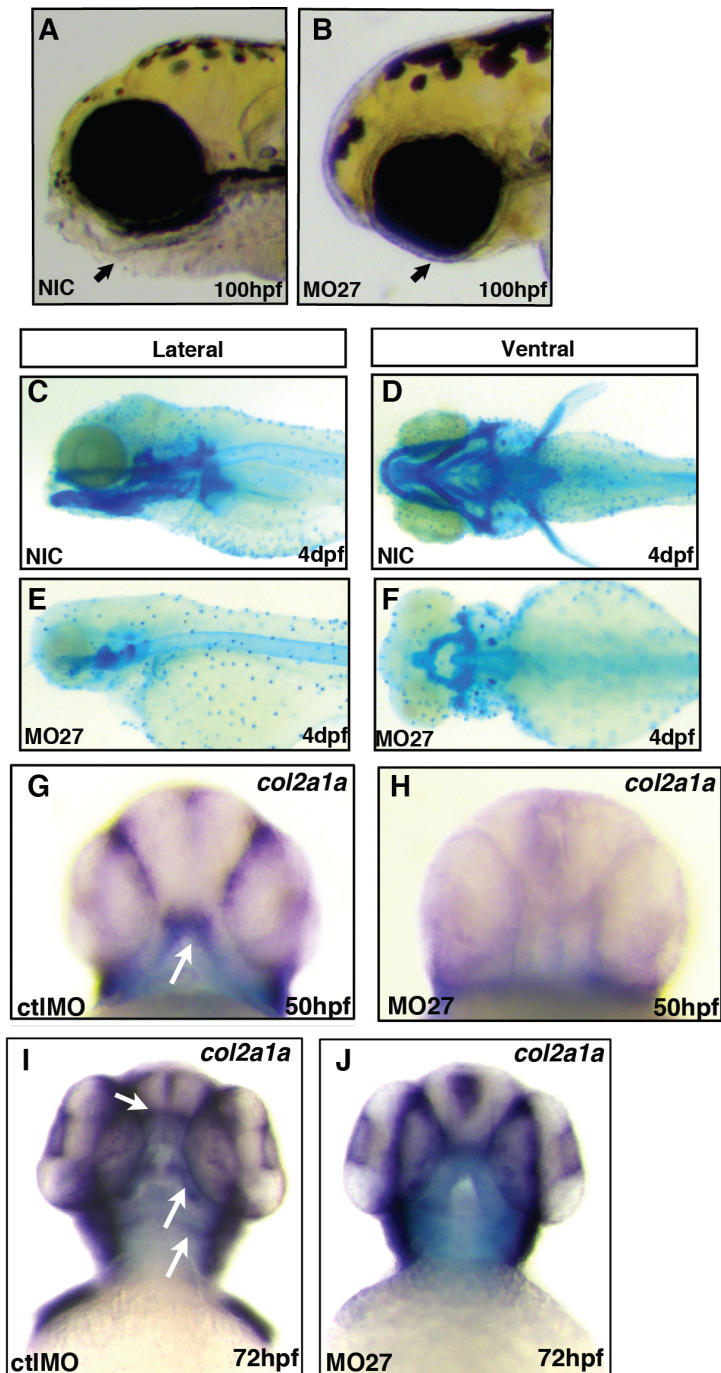 A
B
NIC
100hpf
MO27
100hpf
Lateral
Ventral
C
D
NIC
4dpf
NIC
4dpf
E
F
MO27
4dpf
MO27
4dpf
G
col2a1a
H
col2a1a
ctlMO
50hpf
MO27
50hpf
I
col2a1a
J
col2a1a
ctlMO
72hpf
MO27
72hpf